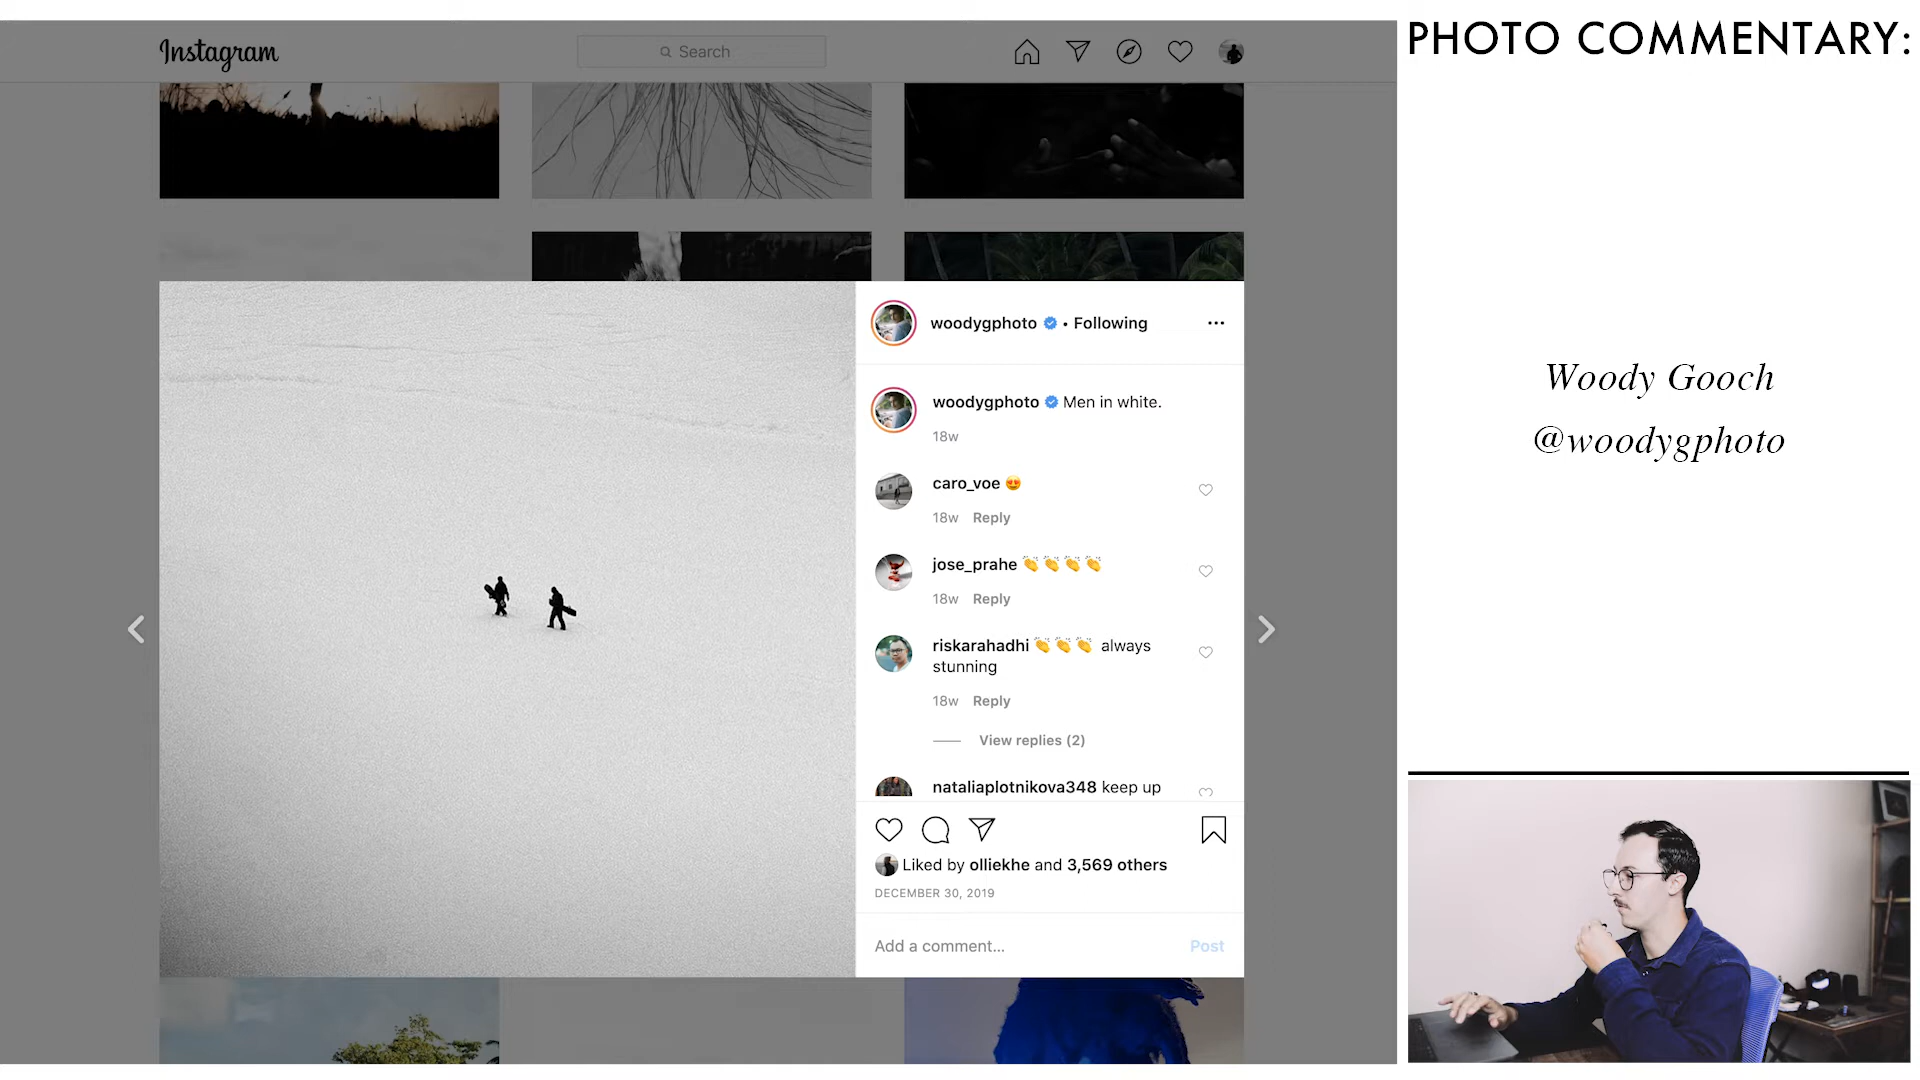 Instagram
Search
PHOTO COMMENTARY:
woodygphoto • Following
woodygphoto Men in white.
18w
caro_voe 😍
18w Reply
jose_prahe 👏👏👏👏
18w Reply
riskarahadhi 👏👏👏 always
stunning
18w Reply
View replies (2)
nataliaplotnikova348 keep up
Liked by olliekhe and 3,569 others
DECEMBER 30, 2019
Add a comment...
Post
Woody Gooch
@woodygphoto